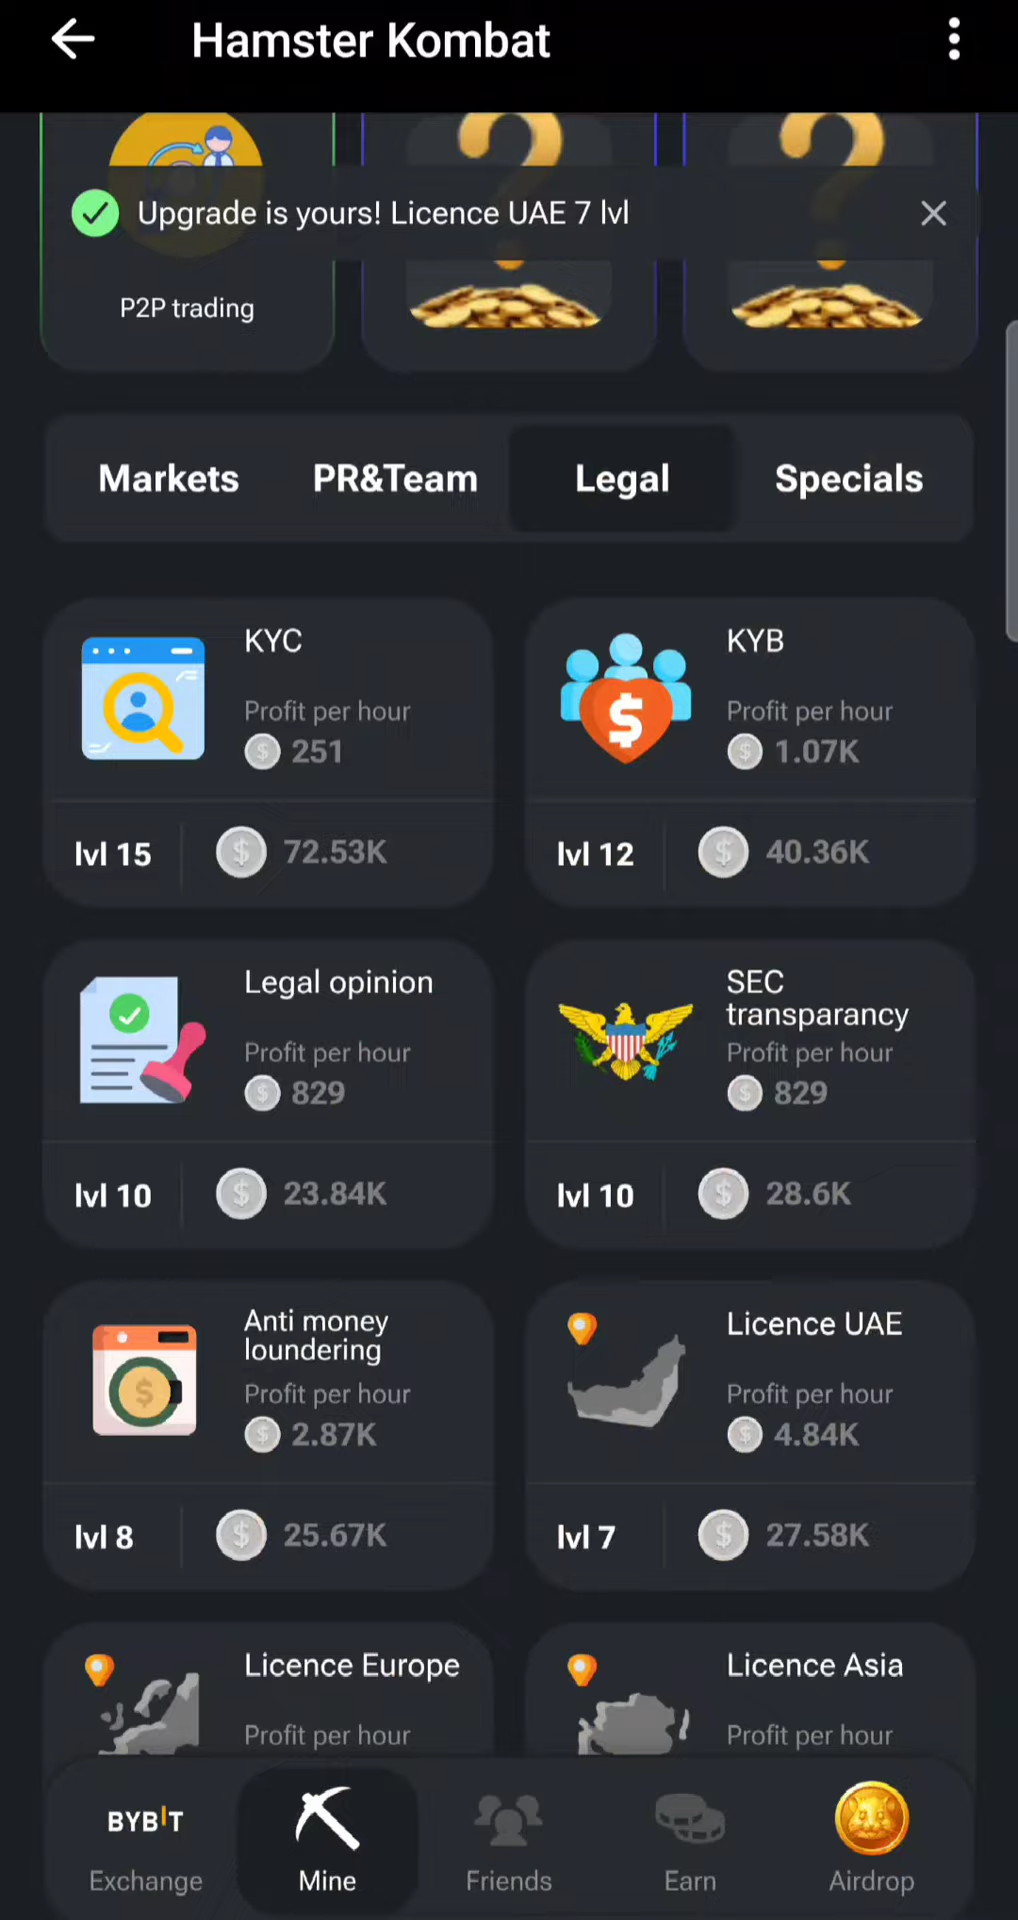 Hamster Kombat
Upgrade is yours! Licence UAE 7 lvl
P2P trading
Markets
PR&Team
Legal
Specials
KYC
Profit per hour
251
lvl 15
72.53K
KYB
Profit per hour
1.07K
lvl 12
40.36K
Legal opinion
Profit per hour
829
lvl 10
23.84K
SEC
transparancy
Profit per hour
829
lvl 10
28.6K
Anti money
loundering
Profit per hour
2.87K
lvl 8
25.67K
Licence UAE
Profit per hour
4.84K
lvl 7
27.58K
Licence Europe
Profit per hour
Licence Asia
Profit per hour
BYBIT
Exchange
Mine
Friends
Earn
Airdrop